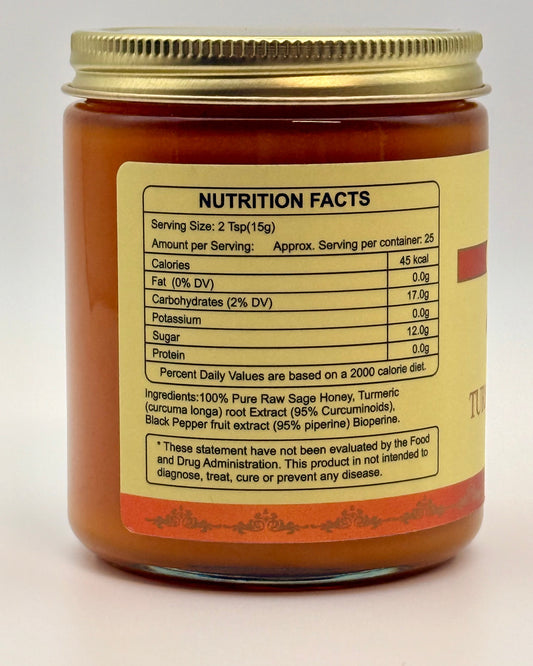 NUTRITION FACTS
Serving Size: 2 Tsp(15g)
Amount per Serving: Approx. Serving per container: 25
Calories 45 kcal
Fat (0% DV) 0.0g
Carbohydrates (2% DV) 17.0g
Potassium 0.0g
Sugar 12.0g
Protein 0.0g
Percent Daily Values are based on a 2000 calorie diet.
Ingredients:100% Pure Raw Sage Honey, Turmeric
(curcuma longa) root Extract (95% Curcuminoids),
Black Pepper fruit extract (95% piperine) Bioperine.
* These statement have not been evaluated by the Food
and Drug Administration. This product in not intended to
diagnose, treat, cure or prevent any disease.